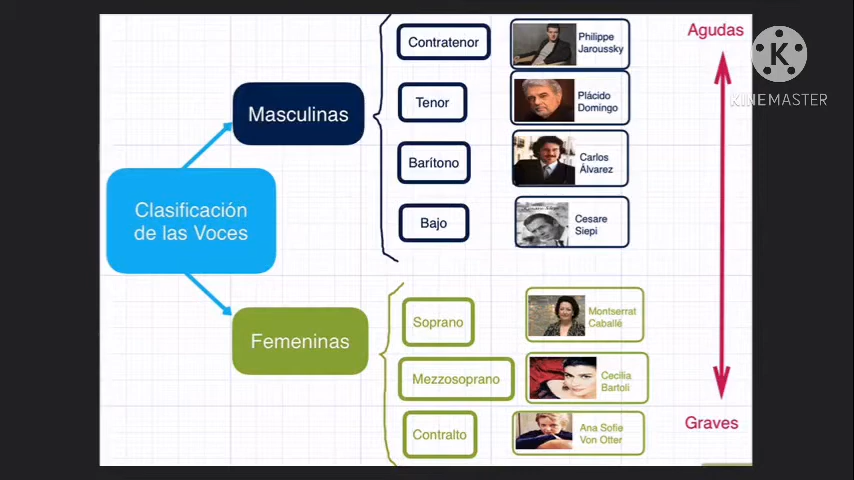 Clasificación
de las Voces
Masculinas
Contratenor
Philippe
Jaroussky
Tenor
Plácido
Domingo
Barítono
Carlos
Álvarez
Bajo
Cesare
Siepi
Femeninas
Soprano
Montserrat
Caballé
Mezzosoprano
Cecilia
Bartoli
Contralto
Ana Sofie
Von Otter
Agudas
Graves
K
KINEMASTER